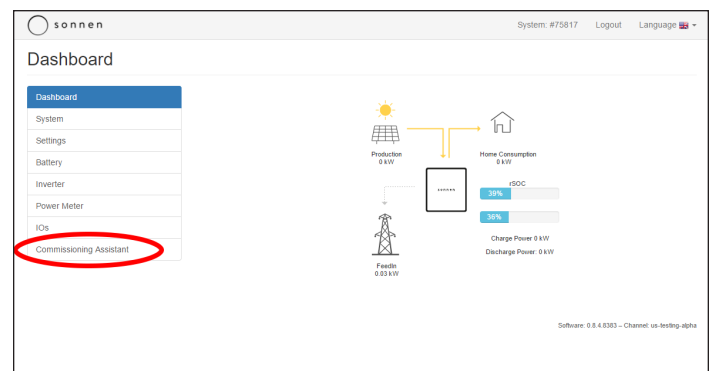 sonnen
System: #75817 Logout Language
Dashboard
Dashboard
System
Settings
Battery
Inverter
Power Meter
IOs
Commissioning Assistant
Production
0 kW
Home Consumption
0 kW
sonnen
rSOC
39%
36%
Charge Power 0 kW
Discharge Power: 0 kW
FeedIn
0.03 kW
Software: 0.8.4.8383 – Channel: us-testing-alpha